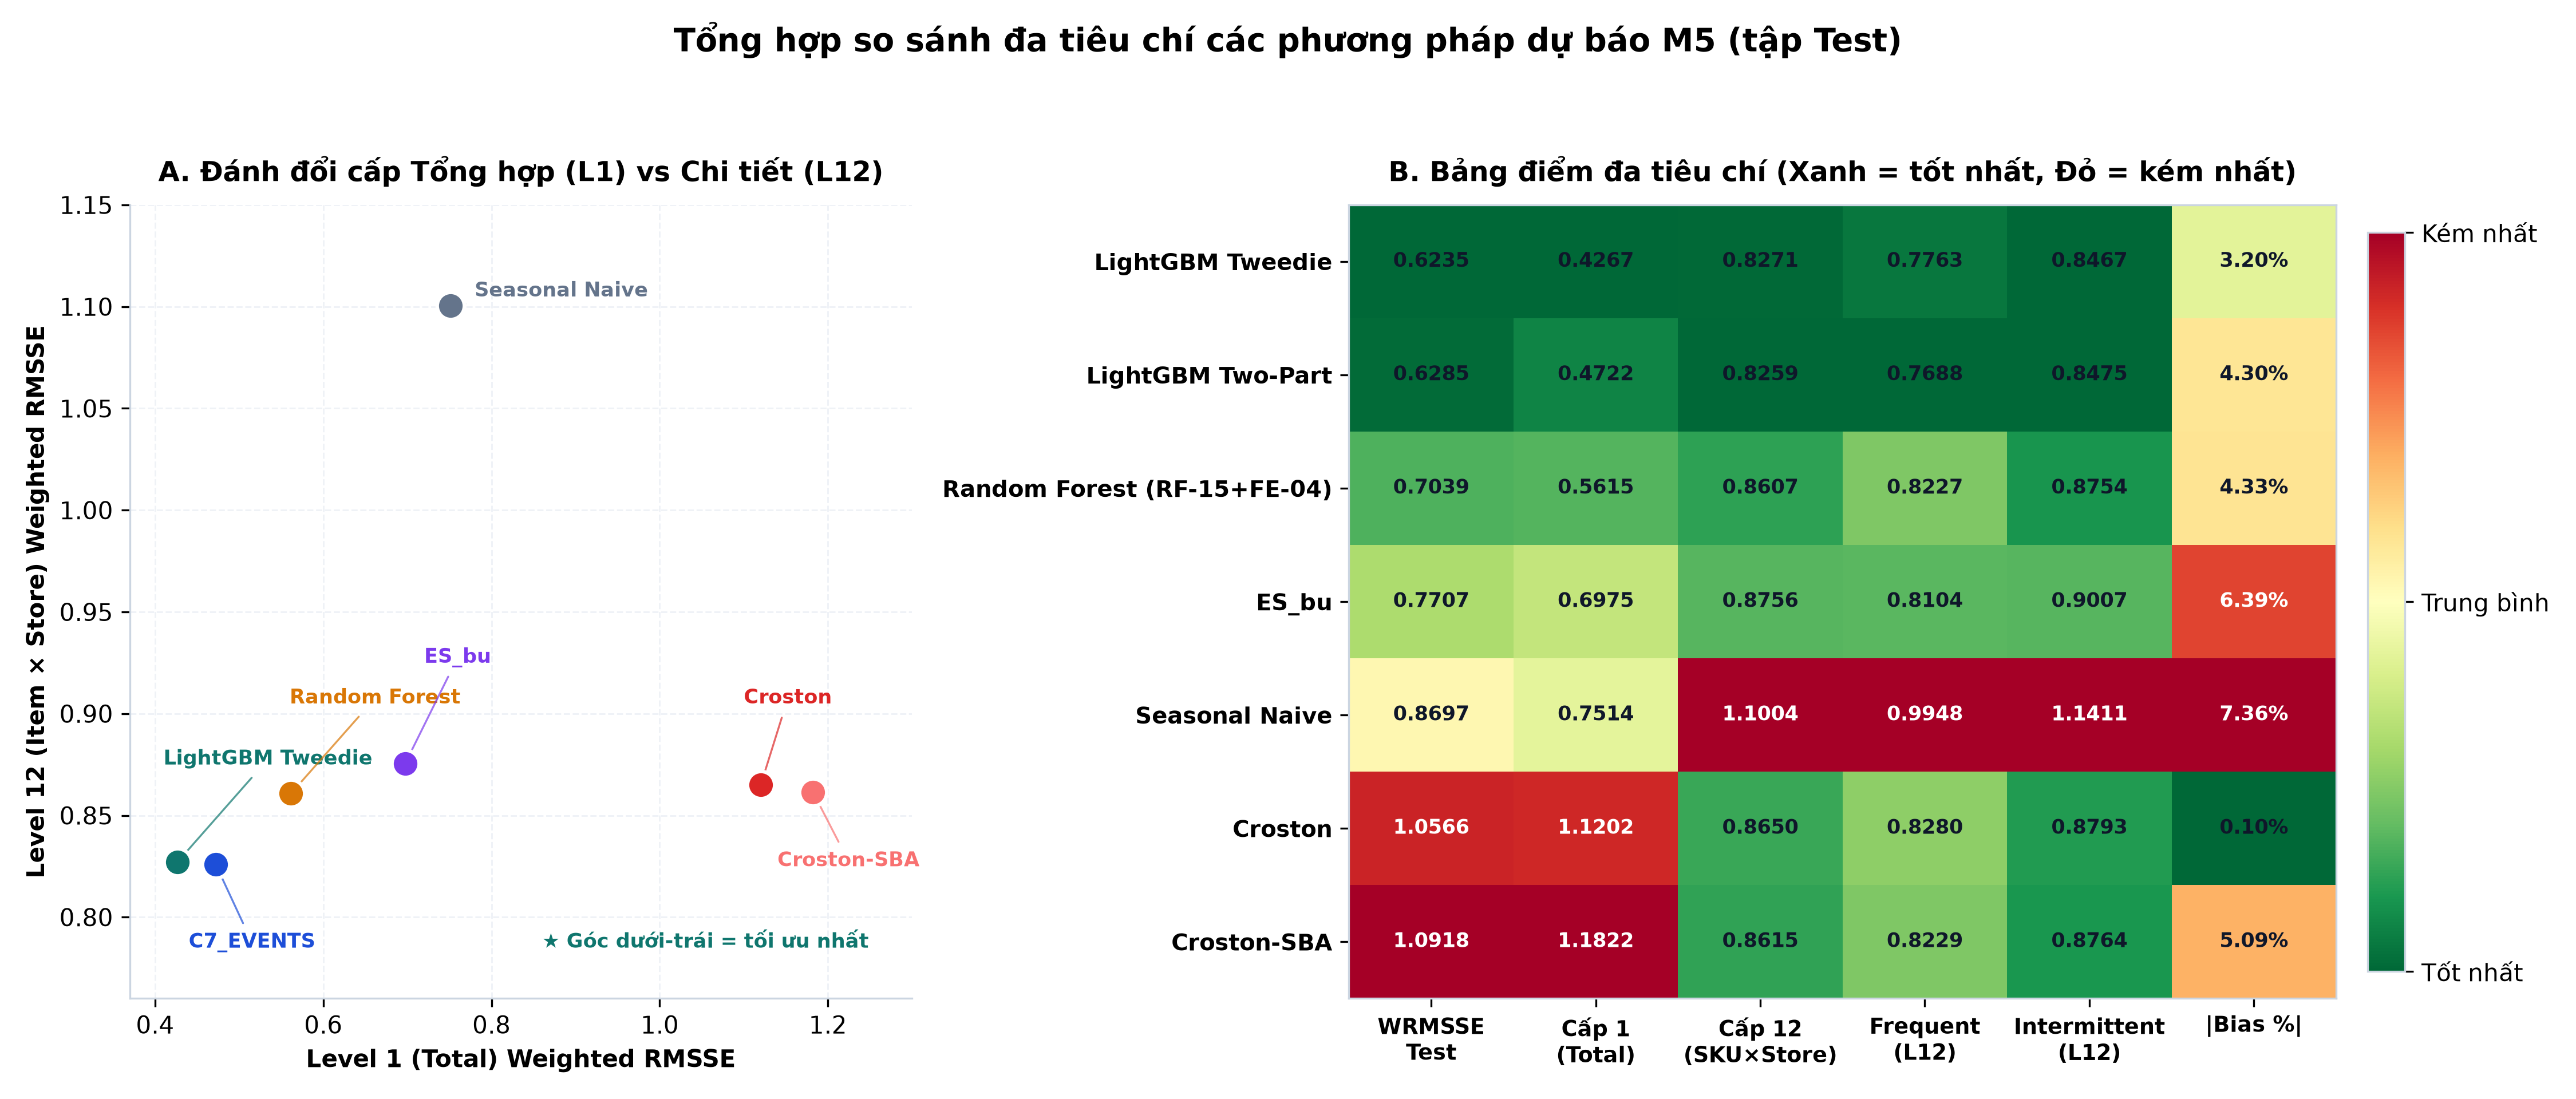 Tổng hợp so sánh đa tiêu chí các phương pháp dự báo M5 (tập Test)
A. Đánh đổi cấp Tổng hợp (L1) vs Chi tiết (L12)
Level 12 (Item × Store) Weighted RMSSE
1.15
1.10
1.05
1.00
0.95
0.90
0.85
0.80
Seasonal Naive
ES_bu
Random Forest
Croston
LightGBM Tweedie
Croston-SBA
C7_EVENTS
★ Góc dưới-trái = tối ưu nhất
0.4 0.6 0.8 1.0 1.2
Level 1 (Total) Weighted RMSSE
B. Bảng điểm đa tiêu chí (Xanh = tốt nhất, Đỏ = kém nhất)
LightGBM Tweedie 0.6235 0.4267 0.8271 0.7763 0.8467 3.20%
LightGBM Two-Part 0.6285 0.4722 0.8259 0.7688 0.8475 4.30%
Random Forest (RF-15+FE-04) 0.7039 0.5615 0.8607 0.8227 0.8754 4.33%
ES_bu 0.7707 0.6975 0.8756 0.8104 0.9007 6.39%
Seasonal Naive 0.8697 0.7514 1.1004 0.9948 1.1411 7.36%
Croston 1.0566 1.1202 0.8650 0.8280 0.8793 0.10%
Croston-SBA 1.0918 1.1822 0.8615 0.8229 0.8764 5.09%
WRMSSE Cấp 1 Cấp 12 Frequent Intermittent |Bias %|
Test (Total) (SKU×Store) (L12) (L12)
Kém nhất
Trung bình
Tốt nhất